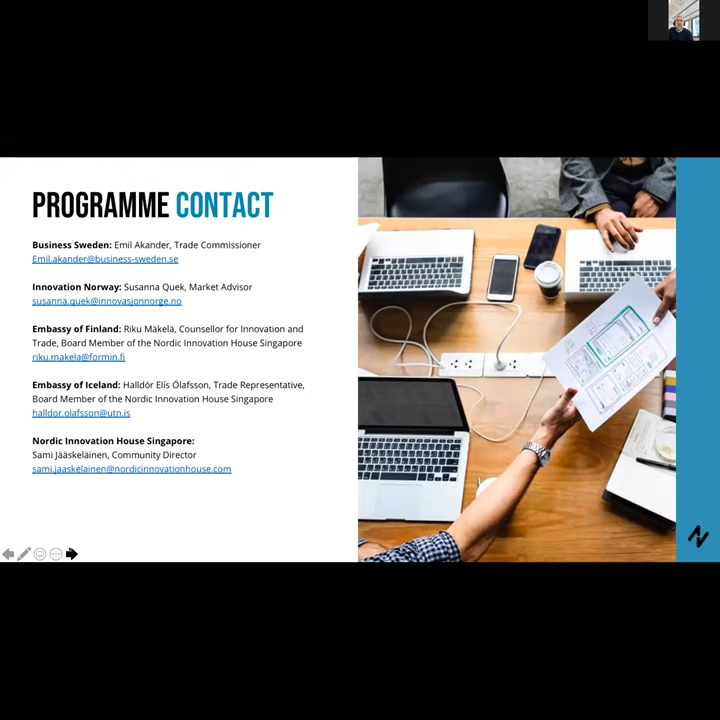 PROGRAMME CONTACT
Business Sweden: Emil Akander, Trade Commissioner
Emil.akander@business-sweden.se
Innovation Norway: Susanna Quek, Market Advisor
susanna.quek@innovasjonnorge.no
Embassy of Finland: Riku Mäkelä, Counsellor for Innovation and
Trade, Board Member of the Nordic Innovation House Singapore
riku.makela@formin.fi
Embassy of Iceland: Halldór Elís Ólafsson, Trade Representative,
Board Member of the Nordic Innovation House Singapore
halldor.olafsson@utn.is
Nordic Innovation House Singapore:
Sami Jääskeläinen, Community Director
sami.jaaskelainen@nordicinnovationhouse.com